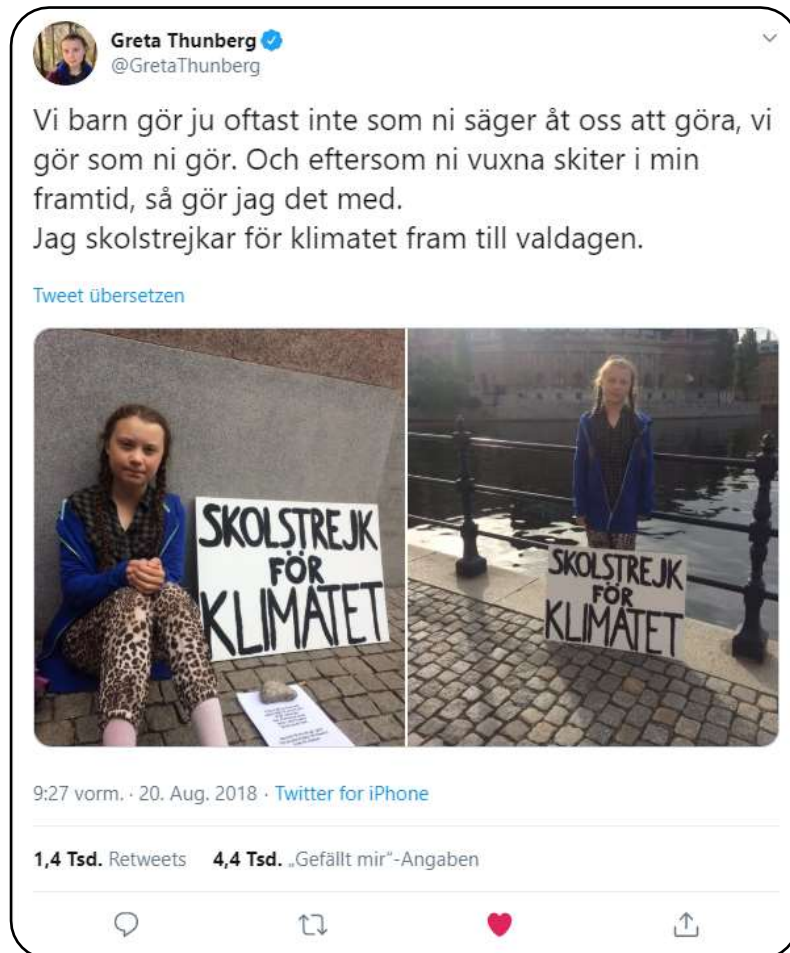 Greta Thunberg
@GretaThunberg
Vi barn gör ju oftast inte som ni säger åt oss att göra, vi
gör som ni gör. Och eftersom ni vuxna skiter i min
framtid, så gör jag det med.
Jag skolstrejkar för klimatet fram till valdagen.
Tweet übersetzen
SKOLSTREJK
FÖR
KLIMATET
SKOLSTREJK
FÖR
KLIMATET
9:27 vorm. · 20. Aug. 2018 · Twitter for iPhone
1,4 Tsd. Retweets 4,4 Tsd. „Gefällt mir“-Angaben